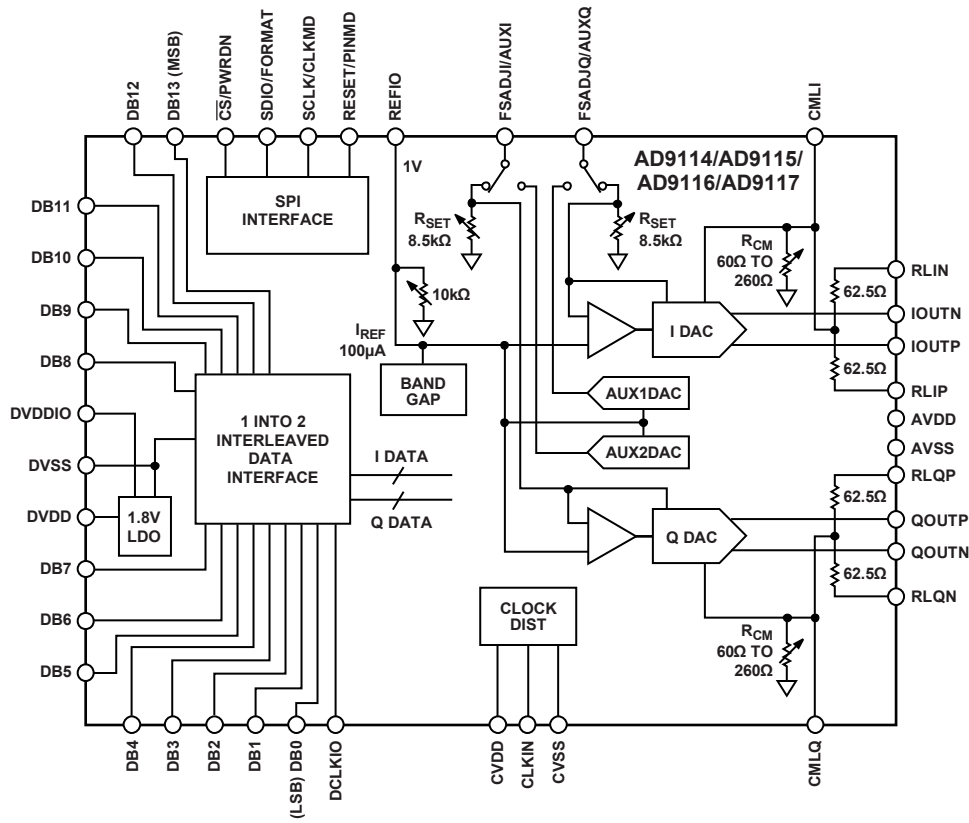 DB12
DB13 (MSB)
CS/PWRDN
SDIO/FORMAT
SCLK/CLKMD
RESET/PINMD
REFIO
FSADJI/AUXI
FSADJQ/AUXQ
CMLI
1V
AD9114/AD9115/
AD9116/AD9117
SPI
INTERFACE
DB11
DB10
DB9
DB8
DVDDIO
DVSS
DVDD
DB7
DB6
DB5
RSET
8.5kΩ
RSET
8.5kΩ
RCM
60Ω TO
260Ω
10kΩ
IREF
100µA
BAND
GAP
I DAC
62.5Ω
62.5Ω
RLIN
IOUTN
IOUTP
RLIP
AVDD
AVSS
RLQP
QOUTP
QOUTN
RLQN
AUX1DAC
AUX2DAC
1 INTO 2
INTERLEAVED
DATA
INTERFACE
I DATA
Q DATA
1.8V
LDO
Q DAC
62.5Ω
62.5Ω
CLOCK
DIST
RCM
60Ω TO
260Ω
DB4
DB3
DB2
DB1
(LSB) DB0
DCLKIO
CVDD
CLKIN
CVSS
CMLQ